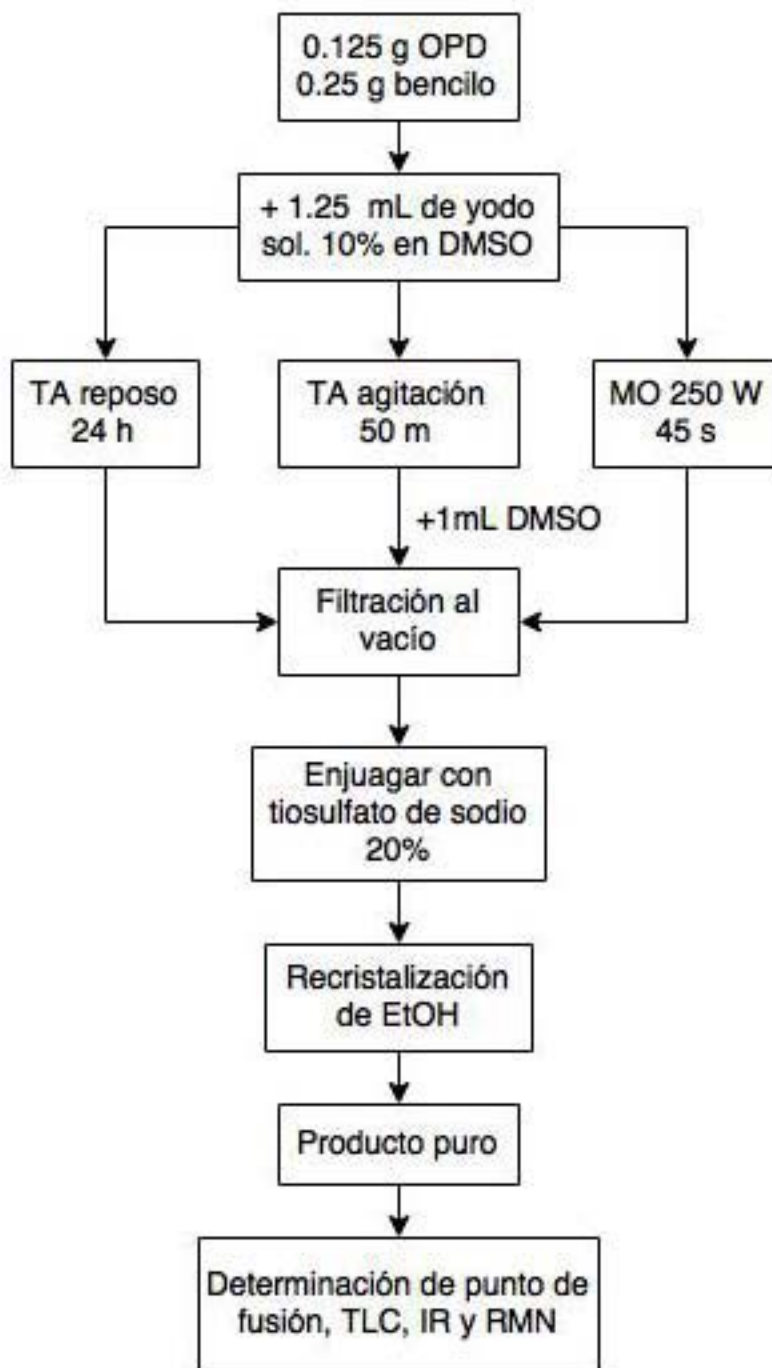 0.125 g OPD
0.25 g bencilo
+ 1.25 mL de yodo
sol. 10% en DMSO
TA reposo
24 h
TA agitación
50 m
MO 250 W
45 s
+1mL DMSO
Filtración al
vacío
Enjuagar con
tiosulfato de sodio
20%
Recristalización
de EtOH
Producto puro
Determinación de punto de
fusión, TLC, IR y RMN